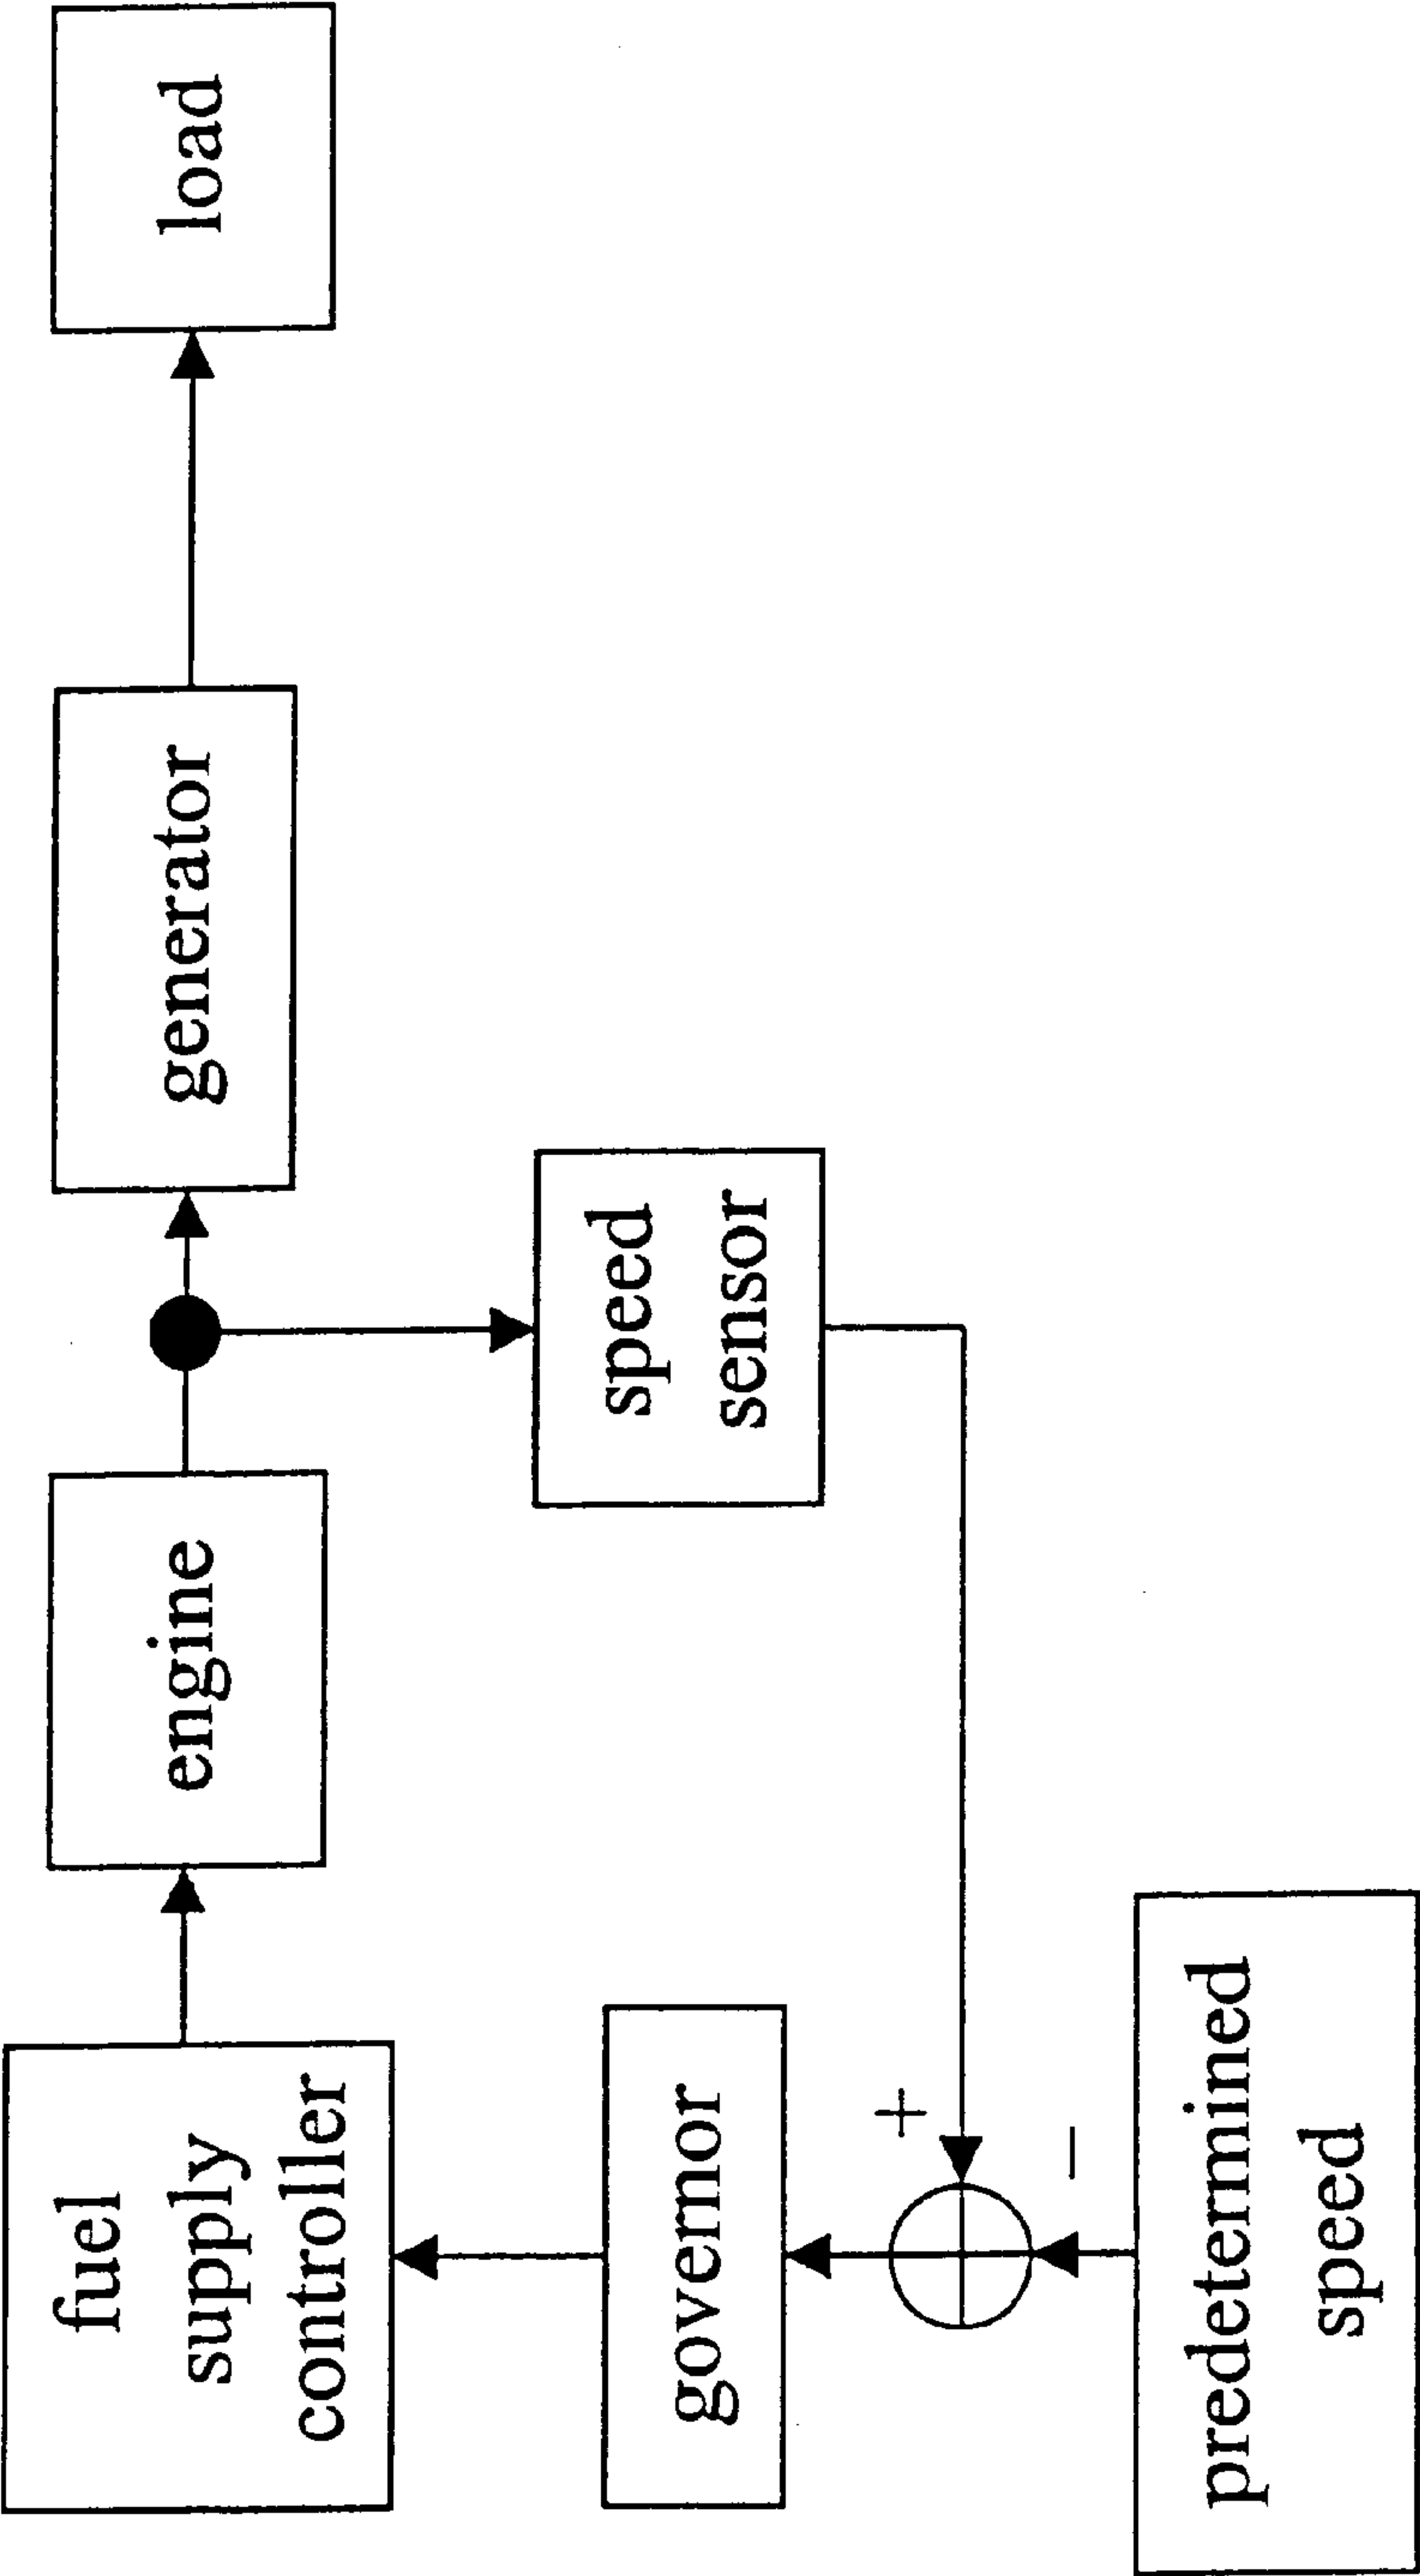 fuel
supply
controller
engine
generator
load
speed
sensor
governor
+
−
predetermined
speed